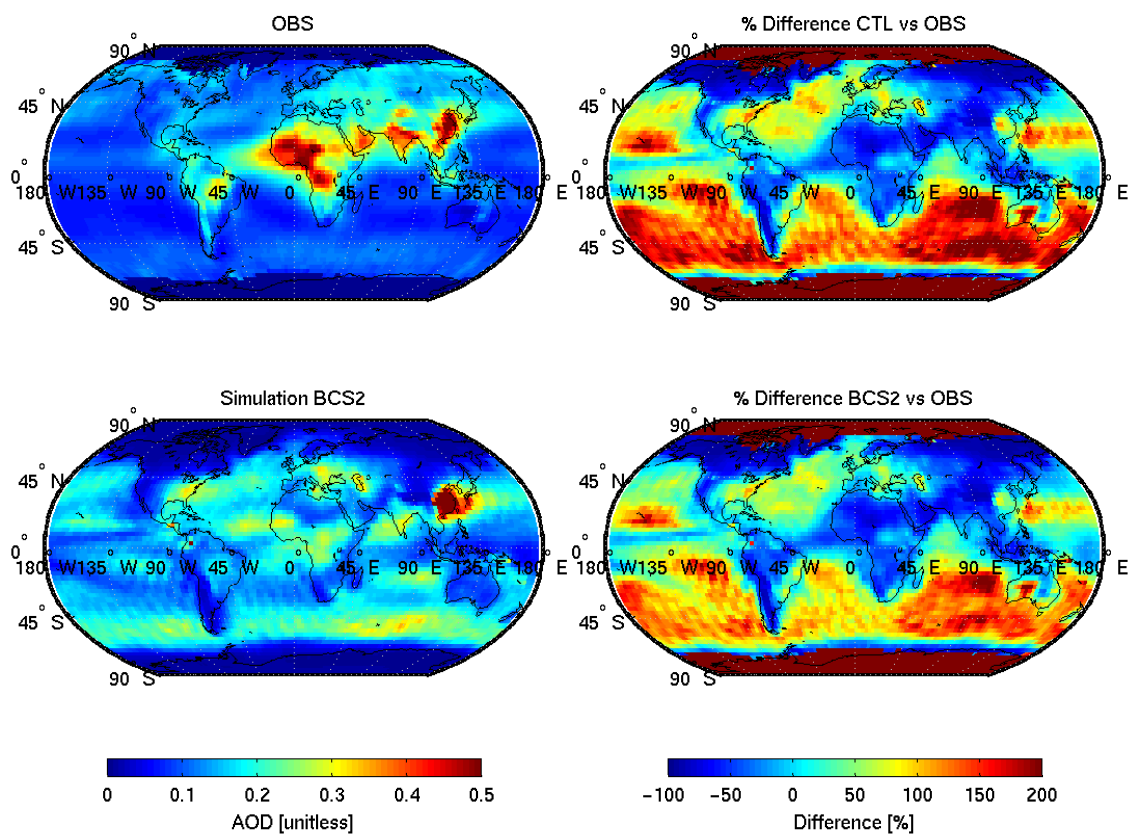 OBS
90° N
45° N
0°
180° W 135° W 90° W 45° W 0° 45° E 90° E 135° E 180° E
45° S
90° S
% Difference CTL vs OBS
90° N
45° N
0°
180° W 135° W 90° W 45° W 0° 45° E 90° E 135° E 180° E
45° S
90° S
Simulation BCS2
90° N
45° N
0°
180° W 135° W 90° W 45° W 0° 45° E 90° E 135° E 180° E
45° S
90° S
% Difference BCS2 vs OBS
90° N
45° N
0°
180° W 135° W 90° W 45° W 0° 45° E 90° E 135° E 180° E
45° S
90° S
0 0.1 0.2 0.3 0.4 0.5
AOD [unitless]
−100 −50 0 50 100 150 200
Difference [%]